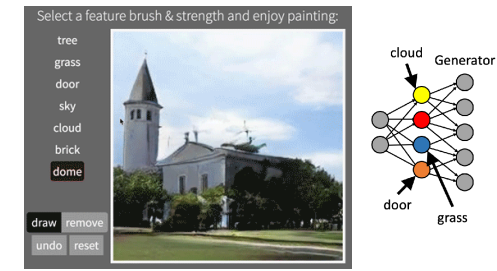 Select a feature brush & strength and enjoy painting:
tree
grass
door
sky
cloud
brick
dome
draw remove
undo reset
cloud
Generator
door
grass